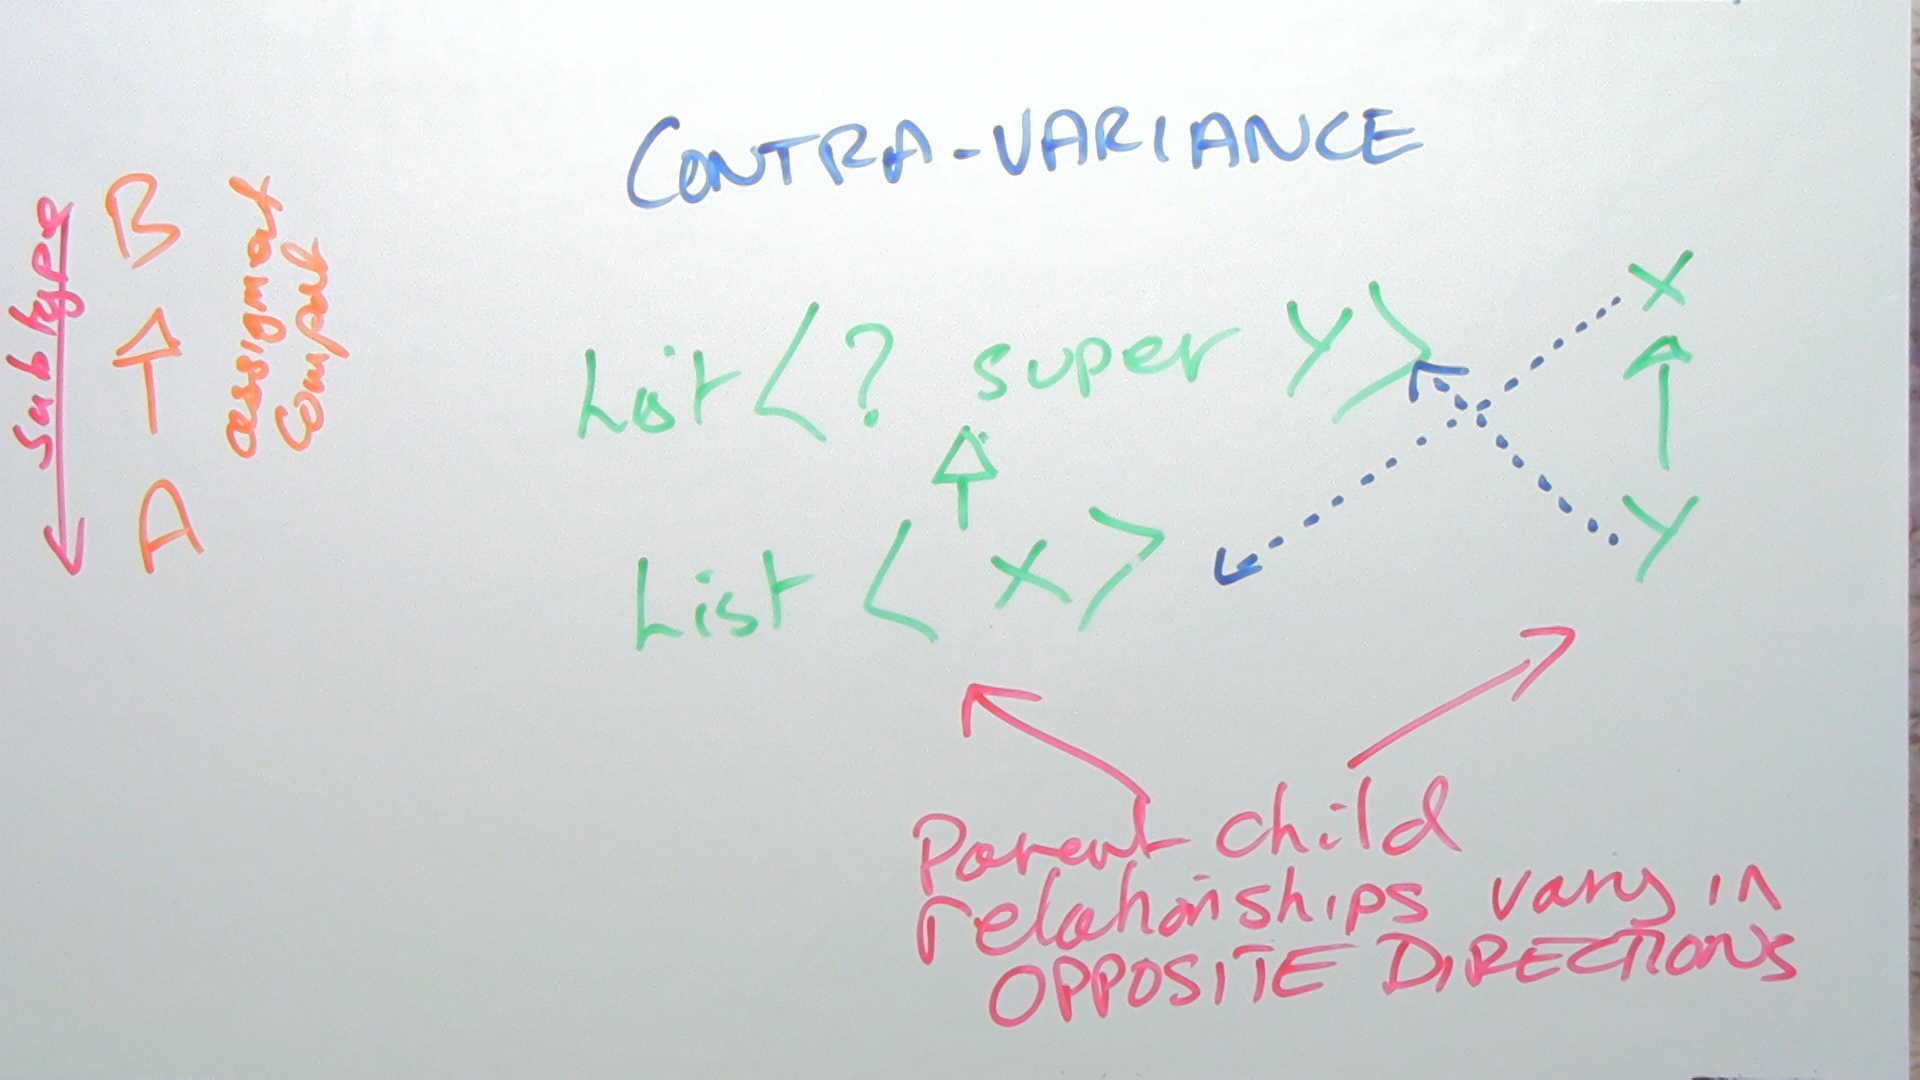 CONTRA-VARIANCE
Subtype
B
A
assignment
compat
List <? super Y>
List < X>
X
Y
Parent child
relationships vary in
OPPOSITE DIRECTIONS